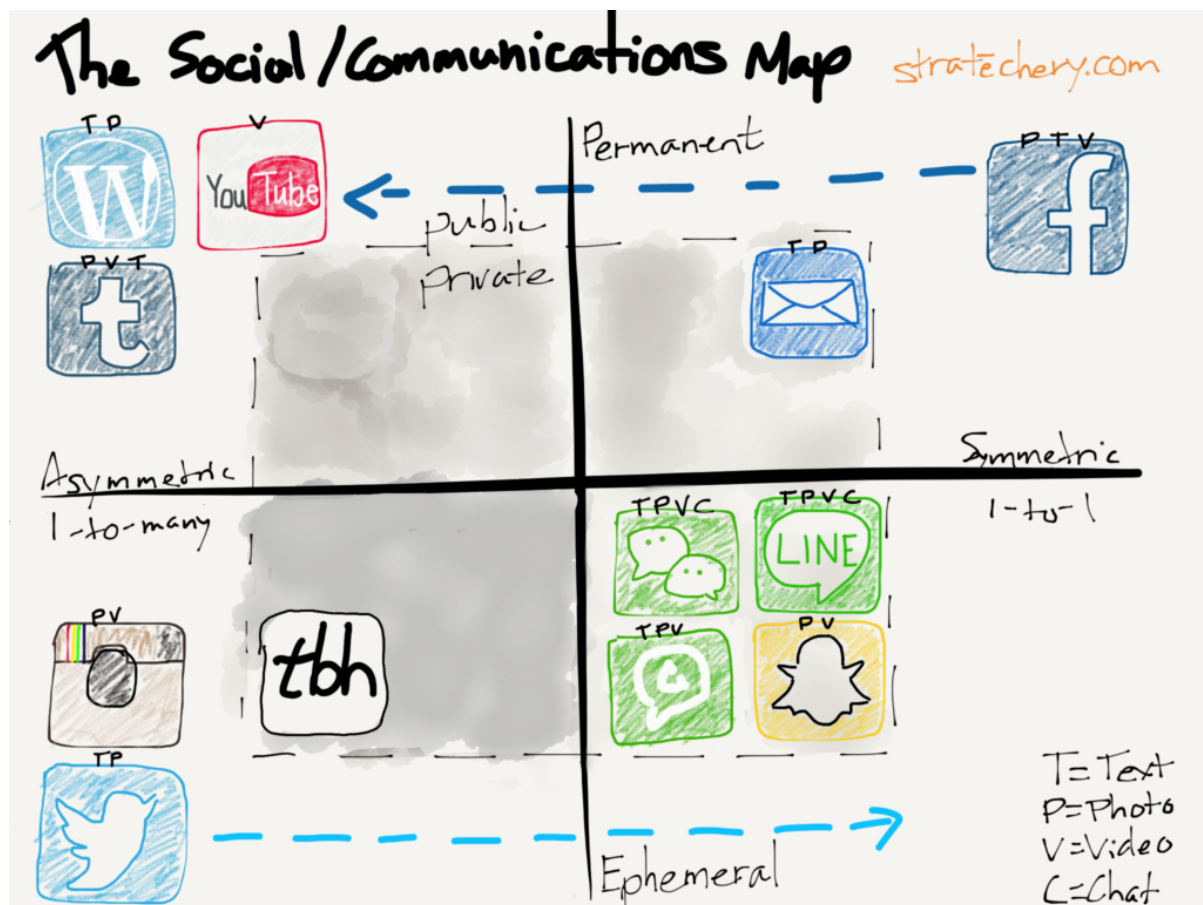 The Social/Communications Map
stratechery.com
T P
V
Permanent
P T V
W
YouTube
public
f
private
T P
P V T
t
Asymmetric
Symmetric
1-to-many
1-to-1
T P V C
T P V C
LINE
P V
T P V
P V
tbh
T P
T=Text
P=Photo
V=Video
C=Chat
Ephemeral